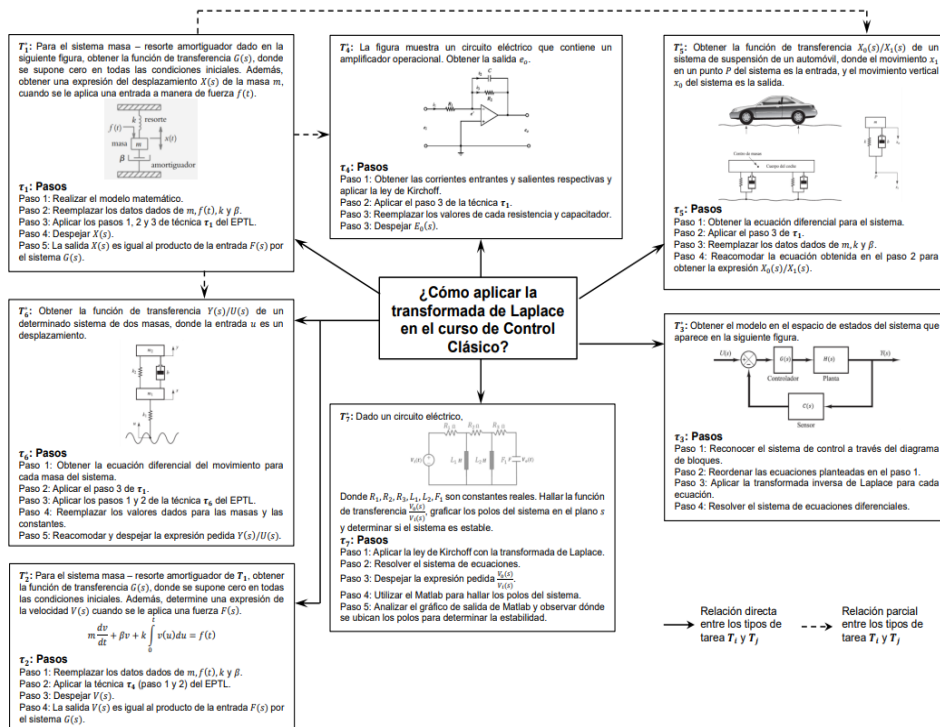 T₁*: Para el sistema masa – resorte amortiguador dado en la
siguiente figura, obtener la función de transferencia G(s), donde
se supone cero en todas las condiciones iniciales. Además,
obtener una expresión del desplazamiento X(s) de la masa m,
cuando se le aplica una entrada a manera de fuerza f(t).
k
resorte
f(t)
x(t)
masa
m
β
amortiguador
τ₁: Pasos
Paso 1: Realizar el modelo matemático.
Paso 2: Reemplazar los datos dados de m, f(t), k y β.
Paso 3: Aplicar los pasos 1, 2 y 3 de técnica τ₁ del EPTL.
Paso 4: Despejar X(s).
Paso 5: La salida X(s) es igual al producto de la entrada F(s) por
el sistema G(s).
T₄*: La figura muestra un circuito eléctrico que contiene un
amplificador operacional. Obtener la salida e₀.
C
τ₄: Pasos
Paso 1: Obtener las corrientes entrantes y salientes respectivas y
aplicar la ley de Kirchoff.
Paso 2: Aplicar el paso 3 de la técnica τ₁.
Paso 3: Reemplazar los valores de cada resistencia y capacitador.
Paso 3: Despejar E₀(s).
T₅*: Obtener la función de transferencia X₀(s)/X₁(s) de un
sistema de suspensión de un automóvil, donde el movimiento x₁
en un punto P del sistema es la entrada, y el movimiento vertical
x₀ del sistema es la salida.
Centro de masas
Cuerpo del coche
m
P
τ₅: Pasos
Paso 1: Obtener la ecuación diferencial para el sistema.
Paso 2: Aplicar el paso 3 de τ₁.
Paso 3: Reemplazar los datos dados de m, k y β.
Paso 4: Reacomodar la ecuación obtenida en el paso 2 para
obtener la expresión X₀(s)/X₁(s).
¿Cómo aplicar la
transformada de Laplace
en el curso de Control
Clásico?
T₆*: Obtener la función de transferencia Y(s)/U(s) de un
determinado sistema de dos masas, donde la entrada u es un
desplazamiento.
τ₆: Pasos
Paso 1: Obtener la ecuación diferencial del movimiento para
cada masa del sistema.
Paso 2: Aplicar el paso 3 de τ₁.
Paso 3: Aplicar los pasos 1 y 2 de la técnica τ₆ del EPTL.
Paso 4: Reemplazar los valores dados para las masas y las
constantes.
Paso 5: Reacomodar y despejar la expresión pedida Y(s)/U(s).
T₃*: Obtener el modelo en el espacio de estados del sistema que
aparece en la siguiente figura.
U(s)
G(s)
H(s)
Y(s)
Controlador
Planta
C(s)
Sensor
τ₃: Pasos
Paso 1: Reconocer el sistema de control a través del diagrama
de bloques.
Paso 2: Reordenar las ecuaciones planteadas en el paso 1.
Paso 3: Aplicar la transformada inversa de Laplace para cada
ecuación.
Paso 4: Resolver el sistema de ecuaciones diferenciales.
T₇*: Dado un circuito eléctrico,
R₁ Ω R₂ Ω R₃ Ω
L₁ H
L₂ H
F₁ F
Donde R₁, R₂, R₃, L₁, L₂, F₁ son constantes reales. Hallar la función
de transferencia V₀(s)/Vᵢ(s), graficar los polos del sistema en el plano s
y determinar si el sistema es estable.
τ₇: Pasos
Paso 1: Aplicar la ley de Kirchoff con la transformada de Laplace.
Paso 2: Resolver el sistema de ecuaciones.
Paso 3: Despejar la expresión pedida V₀(s)/Vᵢ(s).
Paso 4: Utilizar el Matlab para hallar los polos del sistema.
Paso 5: Analizar el gráfico de salida de Matlab y observar dónde
se ubican los polos para determinar la estabilidad.
T₂*: Para el sistema masa – resorte amortiguador de T₁, obtener
la función de transferencia G(s), donde se supone cero en todas
las condiciones iniciales. Además, determine una expresión de
la velocidad V(s) cuando se le aplica una fuerza F(s).
m dv/dt + βv + k ∫₀ᵗ v(u)du = f(t)
τ₂: Pasos
Paso 1: Reemplazar los datos dados de m, f(t), k y β.
Paso 2: Aplicar la técnica τ₄ (paso 1 y 2) del EPTL.
Paso 3: Despejar V(s).
Paso 4: La salida V(s) es igual al producto de la entrada F(s) por
el sistema G(s).
Relación directa
entre los tipos de
tarea Tᵢ y Tⱼ
Relación parcial
entre los tipos de
tarea Tᵢ y Tⱼ